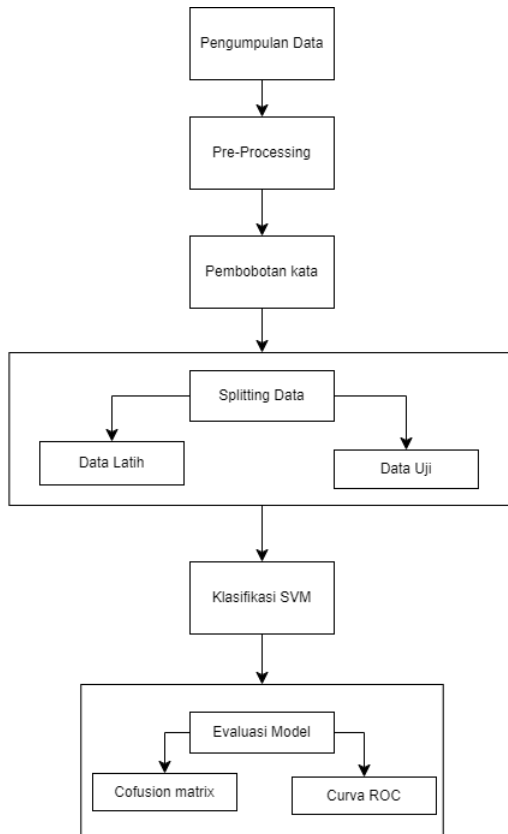 Pengumpulan Data
Pre-Processing
Pembobotan kata
Splitting Data
Data Latih
Data Uji
Klasifikasi SVM
Evaluasi Model
Cofusion matrix
Curva ROC